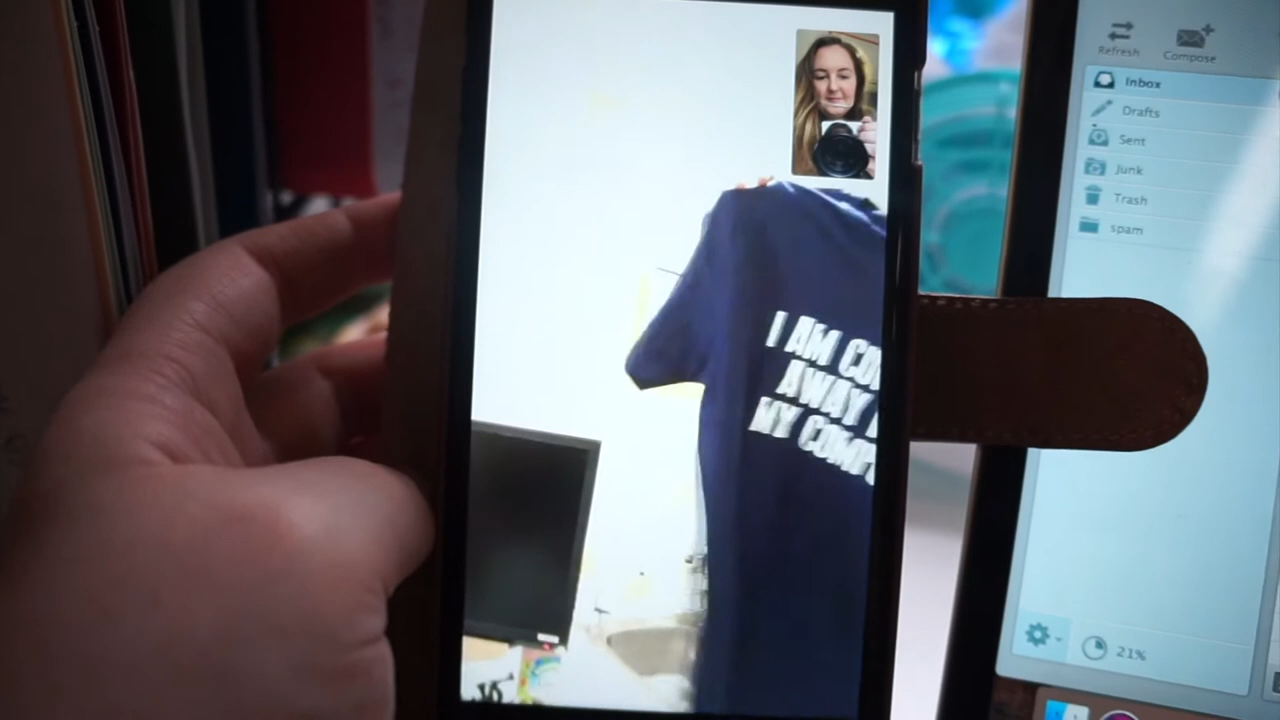 I AM CO
AWAY
MY COMP
Refresh
Compose
Inbox
Drafts
Sent
Junk
Trash
spam
21%